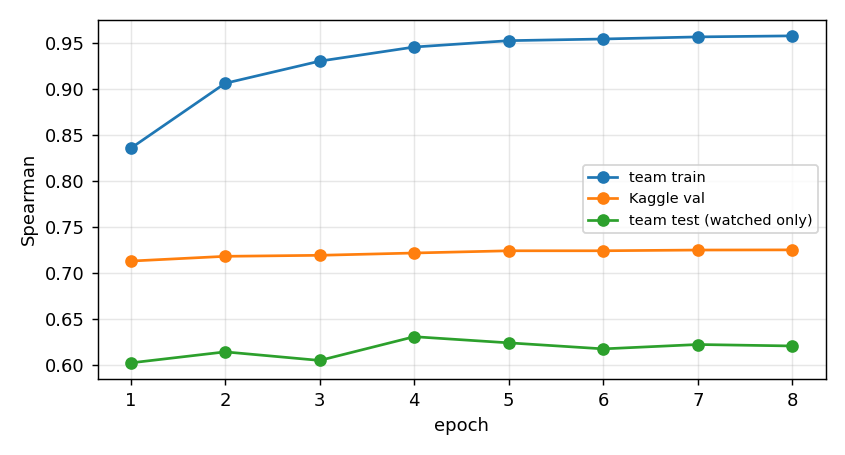 0.95
0.90
0.85
0.80
0.75
0.70
0.65
0.60
Spearman
team train
Kaggle val
team test (watched only)
1 2 3 4 5 6 7 8
epoch